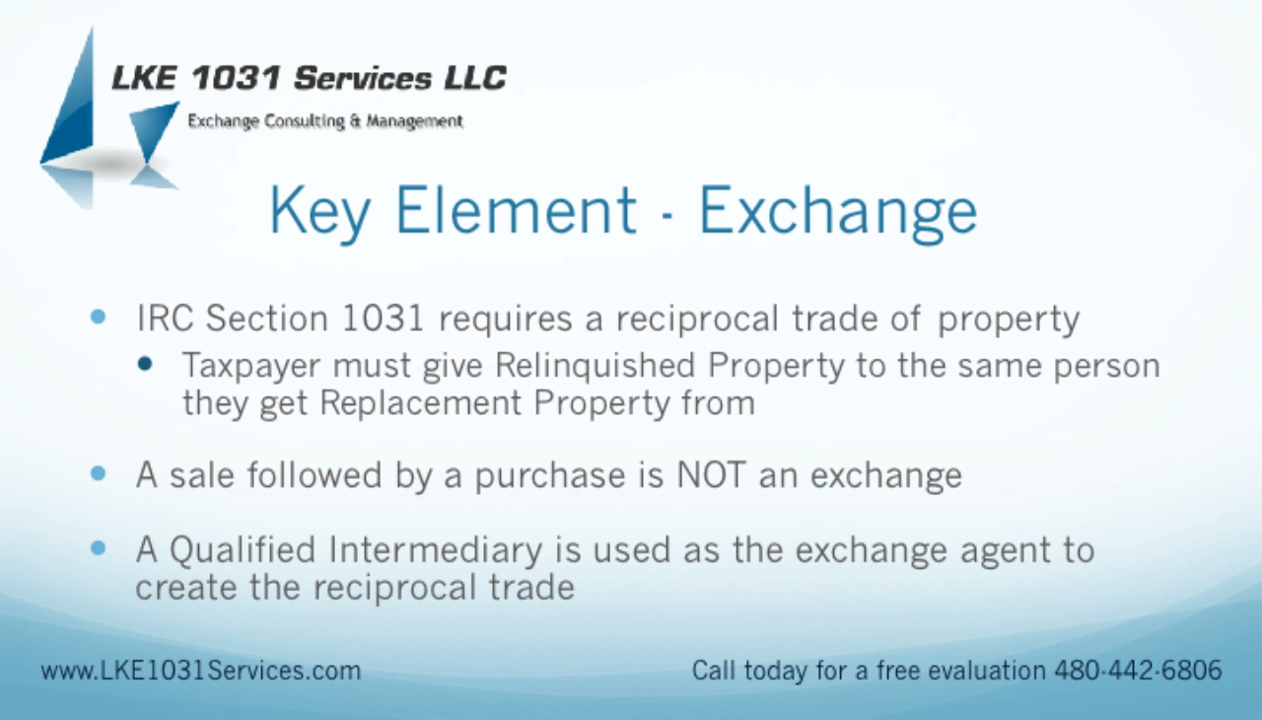 LKE 1031 Services LLC
Exchange Consulting & Management
Key Element - Exchange
• IRC Section 1031 requires a reciprocal trade of property
• Taxpayer must give Relinquished Property to the same person
they get Replacement Property from
• A sale followed by a purchase is NOT an exchange
• A Qualified Intermediary is used as the exchange agent to
create the reciprocal trade
www.LKE1031Services.com
Call today for a free evaluation 480-442-6806